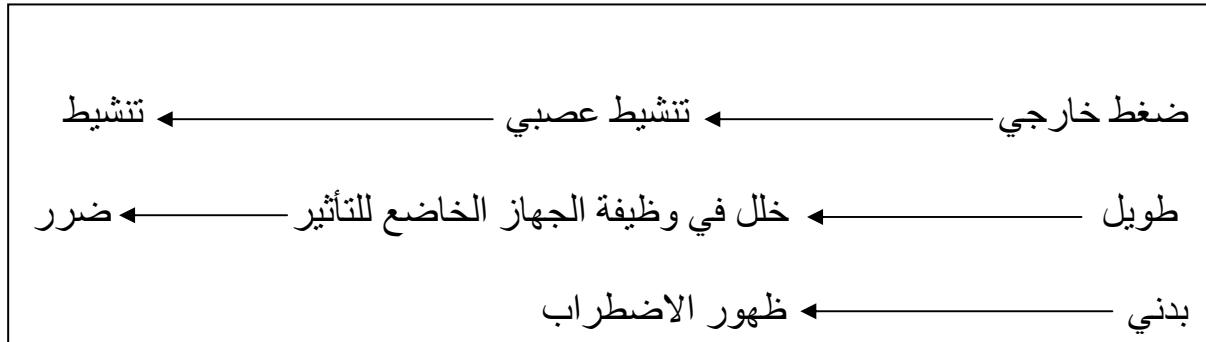 ضغط خارجي ← تنشيط عصبي ← تنشيط
طويل ← خلل في وظيفة الجهاز الخاضع للتأثير ← ضرر
بدني ← ظهور الاضطراب